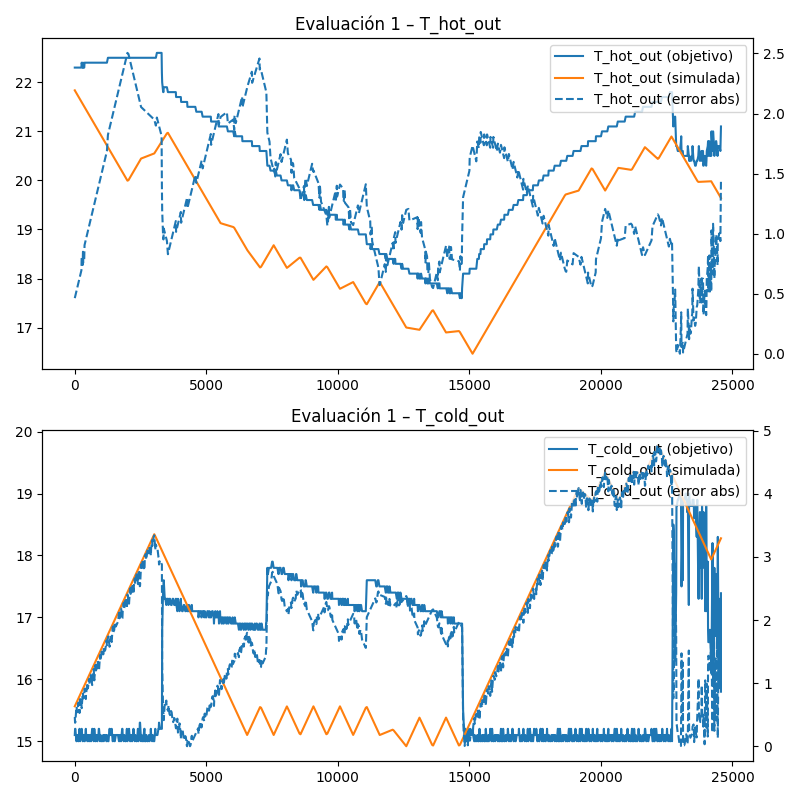 Evaluación 1 – T_hot_out
T_hot_out (objetivo)
T_hot_out (simulada)
T_hot_out (error abs)
22
21
20
19
18
17
2.5
2.0
1.5
1.0
0.5
0.0
0 5000 10000 15000 20000 25000
Evaluación 1 – T_cold_out
T_cold_out (objetivo)
T_cold_out (simulada)
T_cold_out (error abs)
20
19
18
17
16
15
5
4
3
2
1
0
0 5000 10000 15000 20000 25000